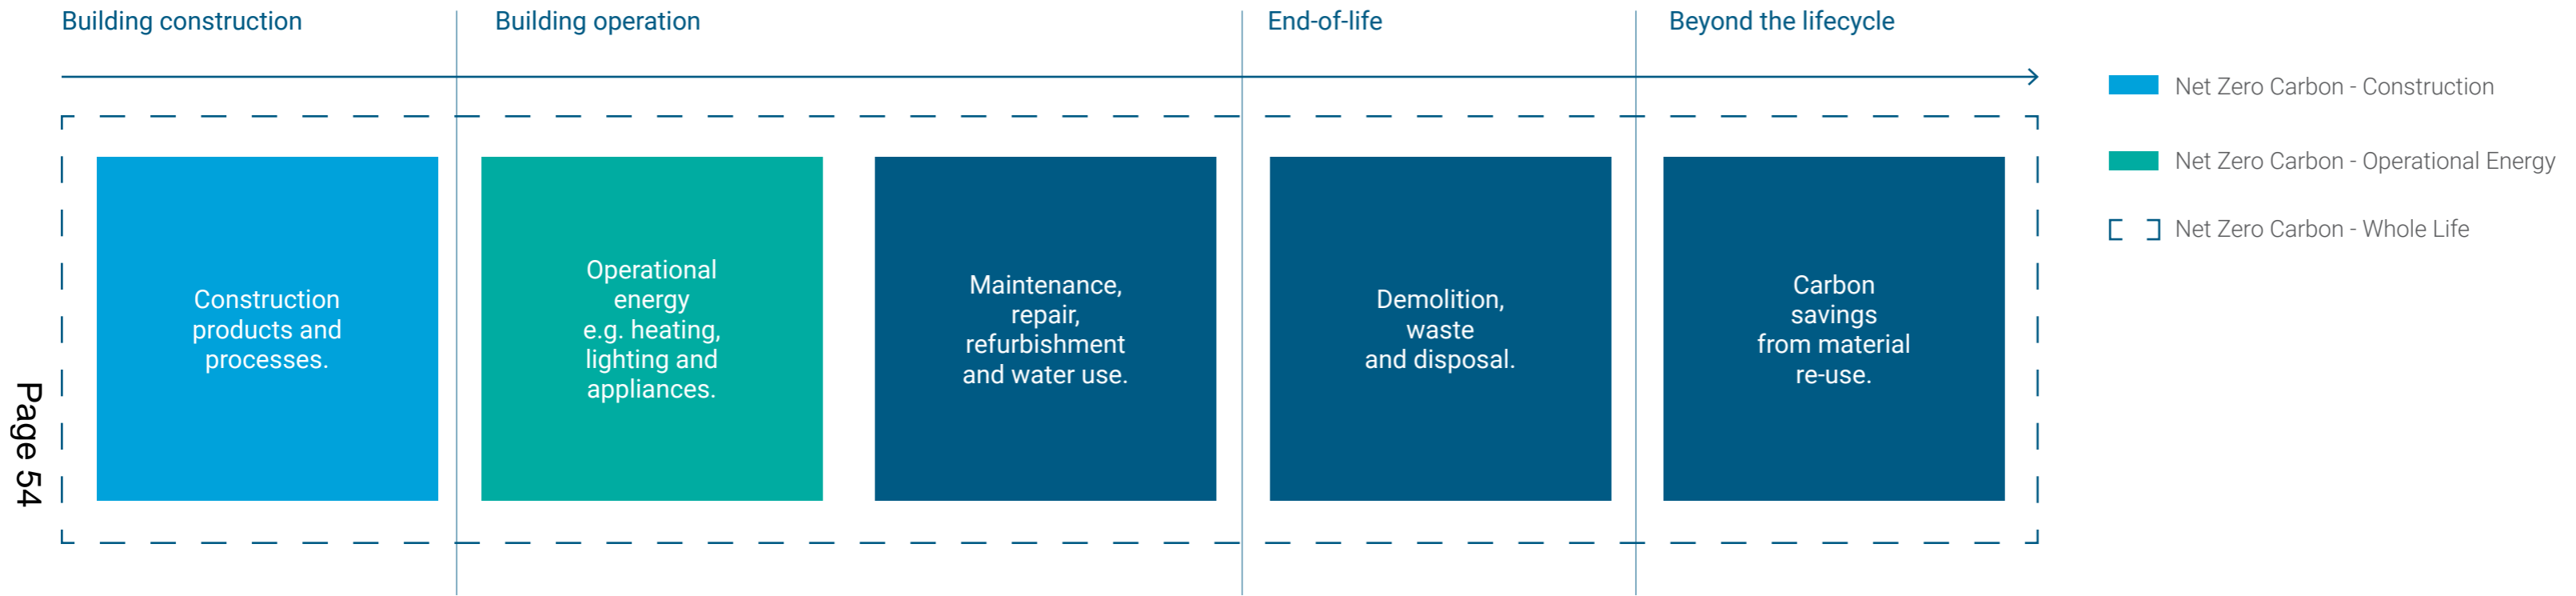 Building construction
Building operation
End-of-life
Beyond the lifecycle
Construction
products and
processes.
Operational
energy
e.g. heating,
lighting and
appliances.
Maintenance,
repair,
refurbishment
and water use.
Demolition,
waste
and disposal.
Carbon
savings
from material
re-use.
Net Zero Carbon - Construction
Net Zero Carbon - Operational Energy
Net Zero Carbon - Whole Life
Page 54